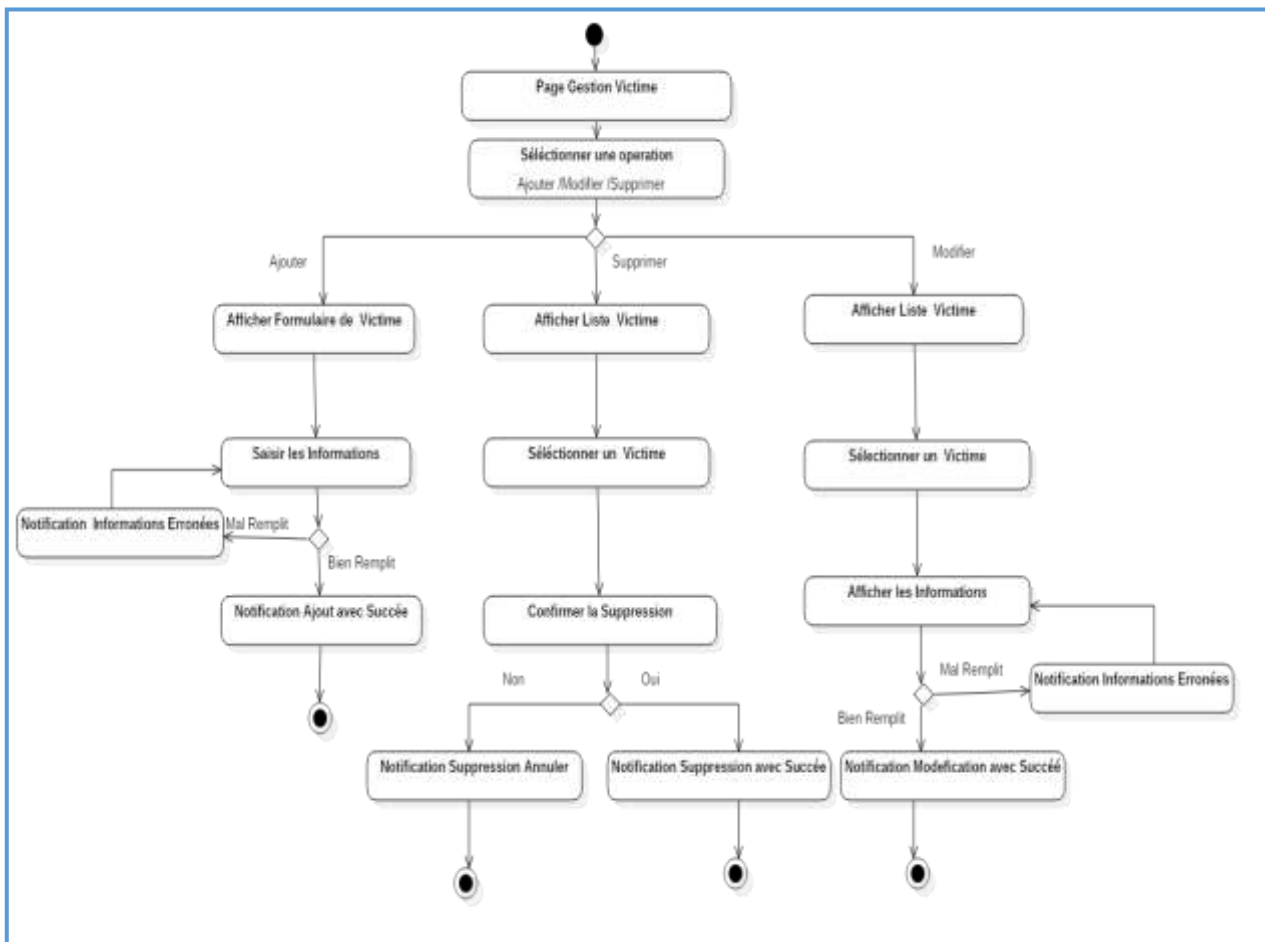 Page Gestion Victime
Séléctionner une operation
Ajouter /Modifier /Supprimer
Ajouter
Supprimer
Modifier
Afficher Formulaire de Victime
Afficher Liste Victime
Afficher Liste Victime
Saisir les Informations
Séléctionner un Victime
Sélectionner un Victime
Notification Informations Erronées
Mal Remplit
Bien Remplit
Notification Ajout avec Succée
Confirmer la Suppression
Afficher les Informations
Non
Oui
Mal Remplit
Notification Informations Erronées
Bien Remplit
Notification Suppression Annuler
Notification Suppression avec Succée
Notification Modefication avec Succéé